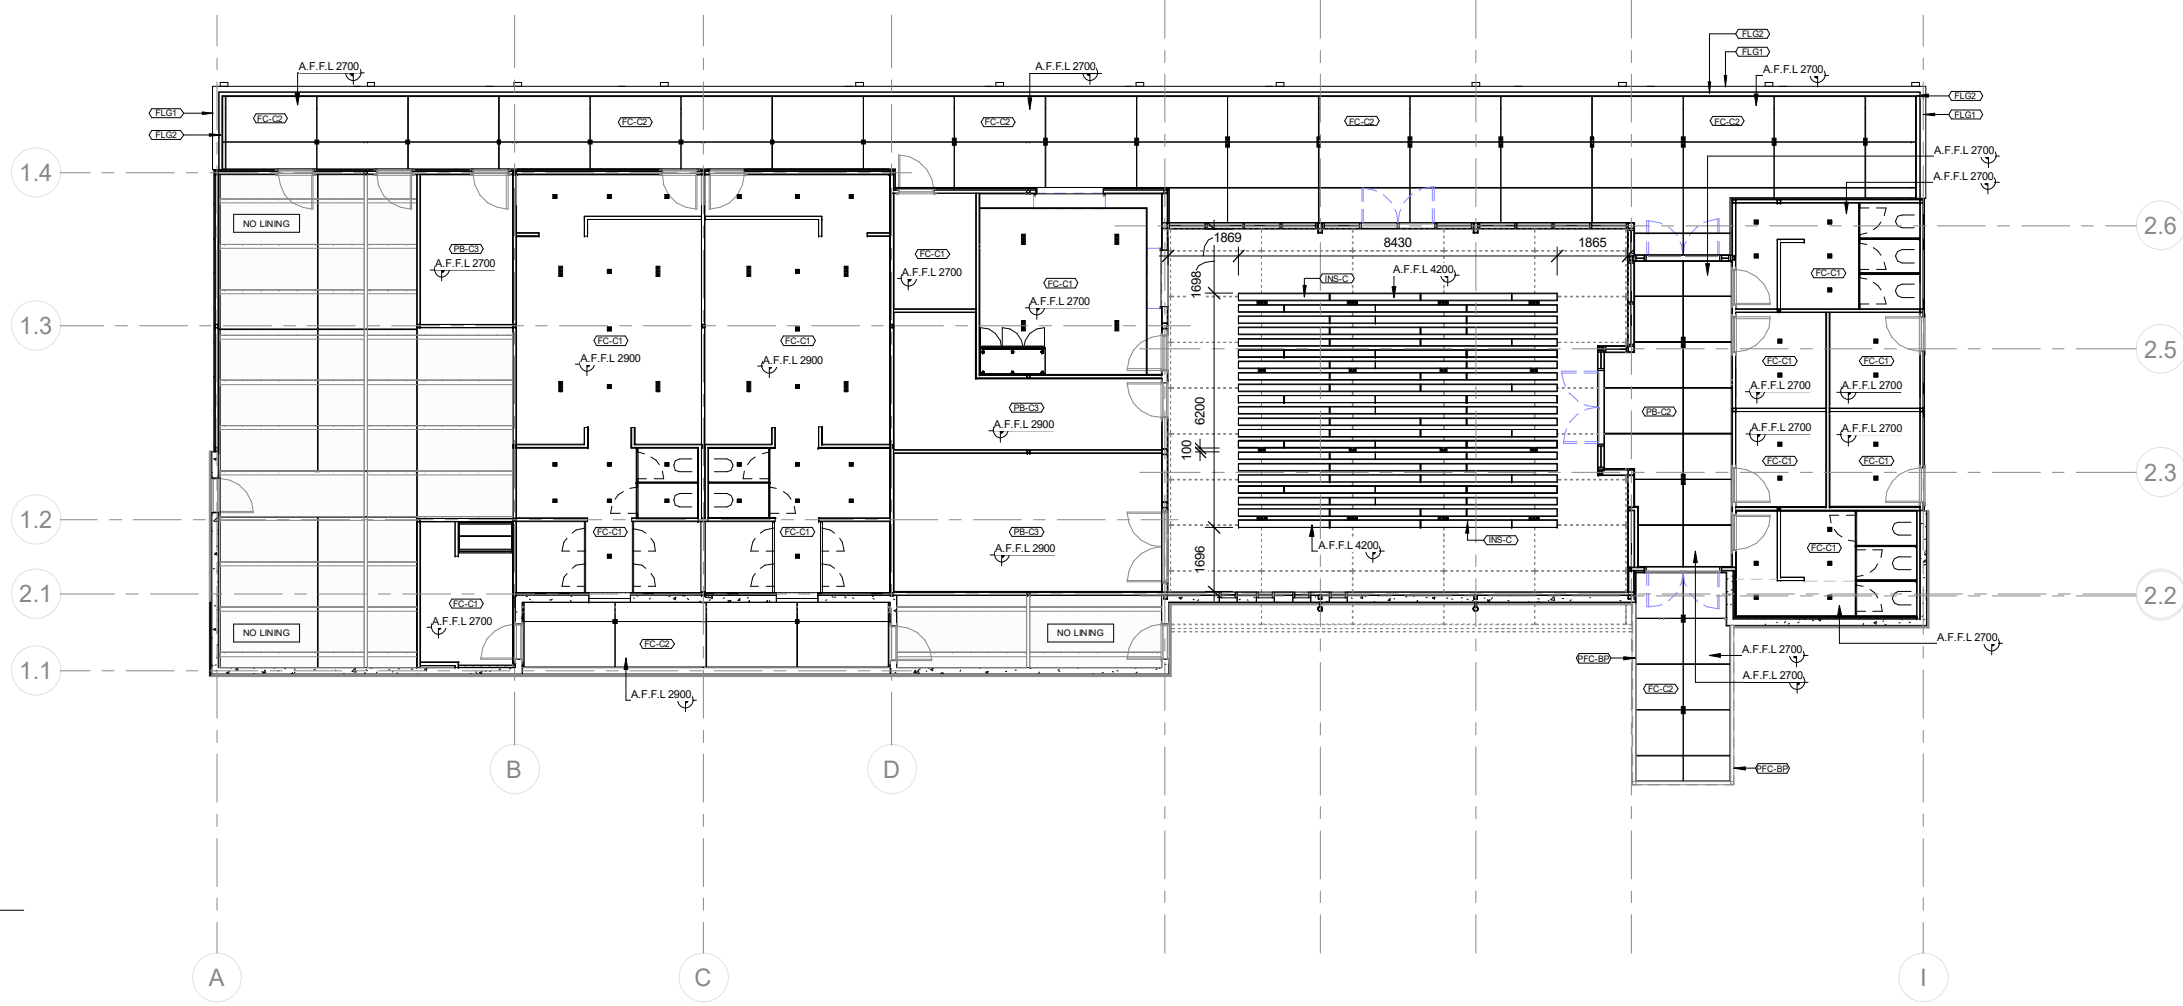 FLG2
FLG1
A.F.F.L 2700
A.F.F.L 2700
A.F.F.L 2700
FLG2
FLG1
FLG1
FLG2
FC-C2
FC-C2
FC-C2
FC-C2
FC-C2
A.F.F.L 2700
A.F.F.L 2700
1.4
NO LINING
PB-C3
A.F.F.L 2700
FC-C1
A.F.F.L 2700
FC-C1
A.F.F.L 2700
1869
8430
1865
1698
INS-C
A.F.F.L 4200
FC-C1
2.6
1.3
FC-C1
A.F.F.L 2900
FC-C1
A.F.F.L 2900
2.5
FC-C1
A.F.F.L 2700
FC-C1
A.F.F.L 2700
PB-C3
A.F.F.L 2900
6200
100
PB-C2
A.F.F.L 2700
FC-C1
A.F.F.L 2700
FC-C1
2.3
1.2
FC-C1
FC-C1
PB-C3
A.F.F.L 2900
1696
A.F.F.L 4200
INS-C
FC-C1
2.1
2.2
FC-C1
A.F.F.L 2700
NO LINING
NO LINING
FC-C2
A.F.F.L 2900
A.F.F.L 2700
A.F.F.L 2700
A.F.F.L 2700
PFC-BP
FC-C2
PFC-BP
1.1
B
D
A
C
I